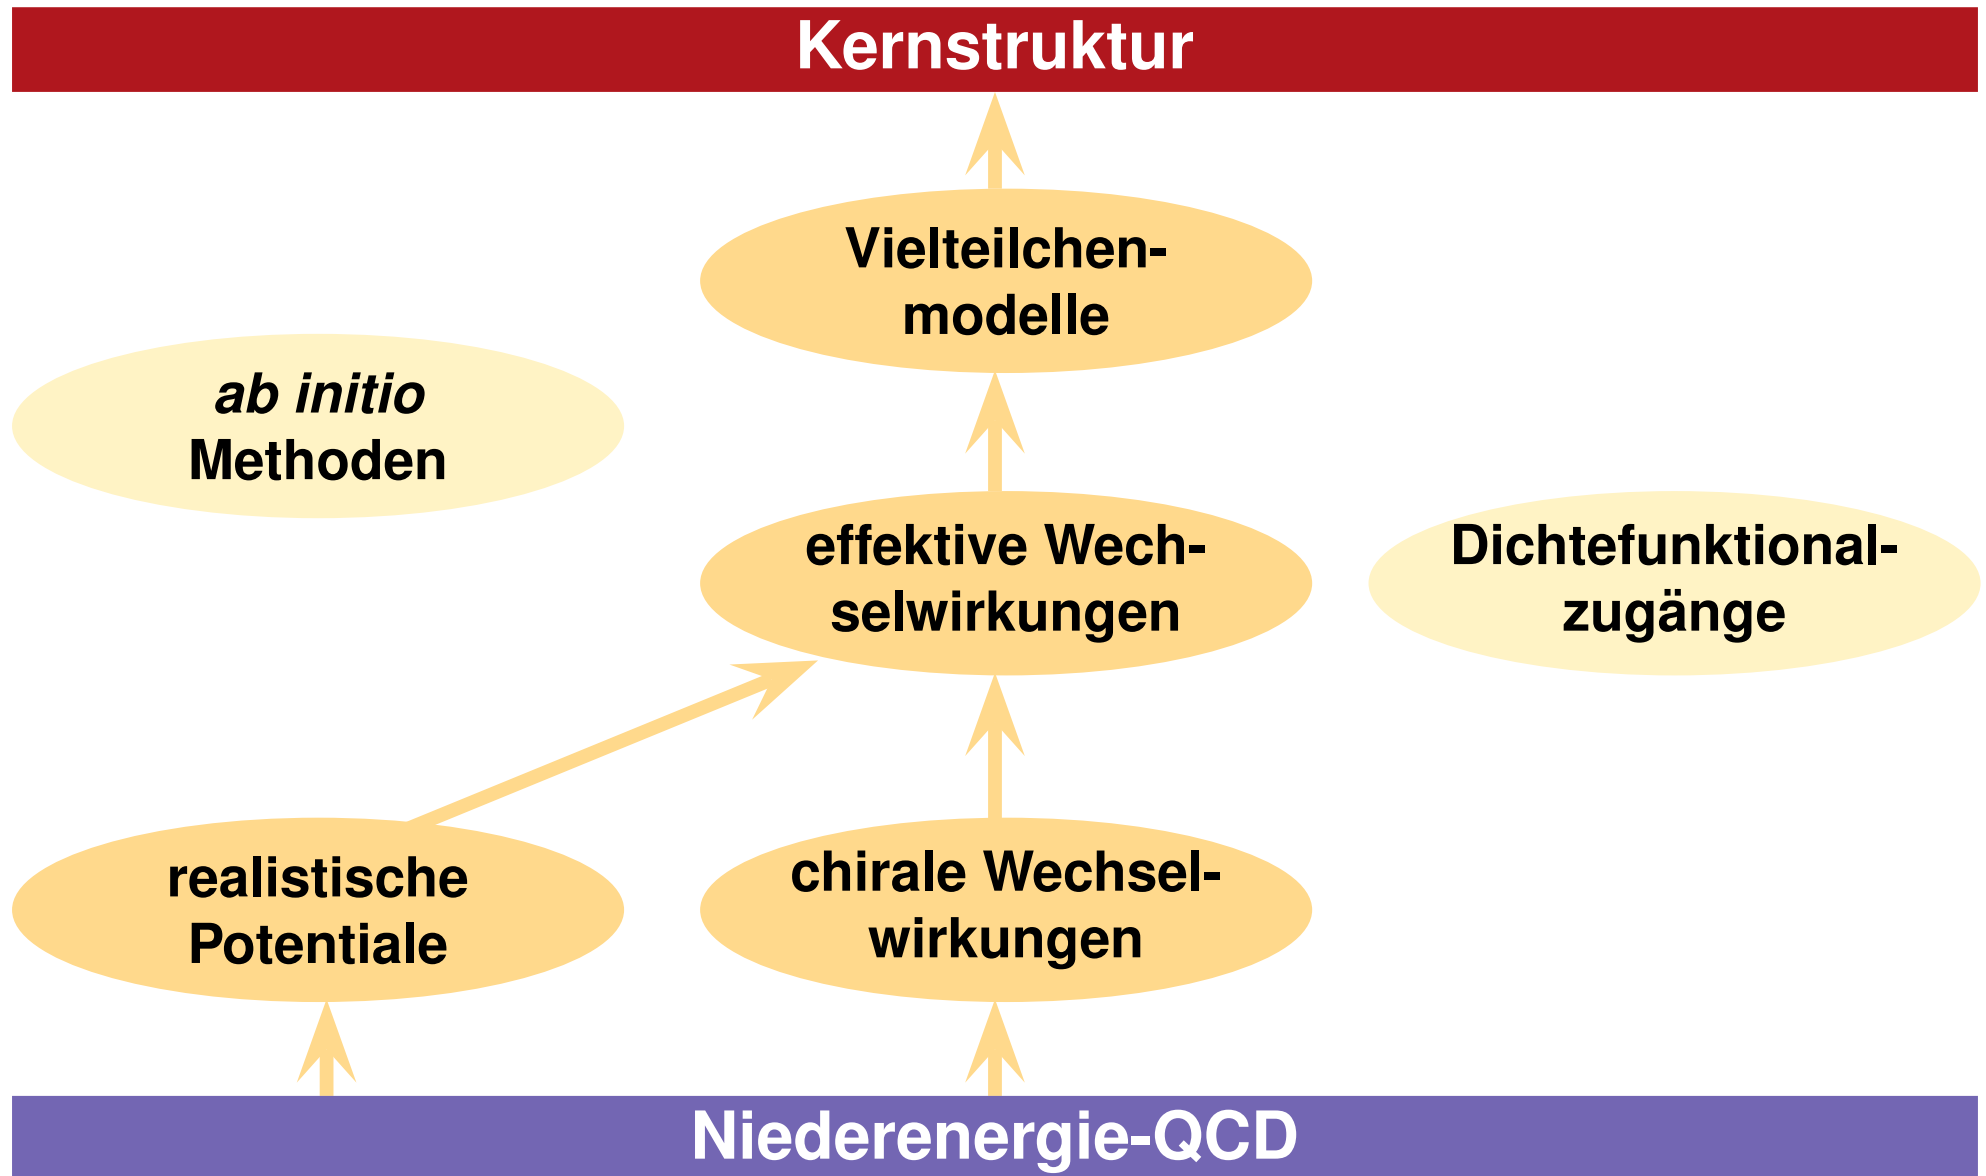 Kernstruktur
Vielteilchen-
modelle
ab initio
Methoden
effektive Wech-
selwirkungen
Dichtefunktional-
zugänge
realistische
Potentiale
chirale Wechsel-
wirkungen
Niederenergie-QCD